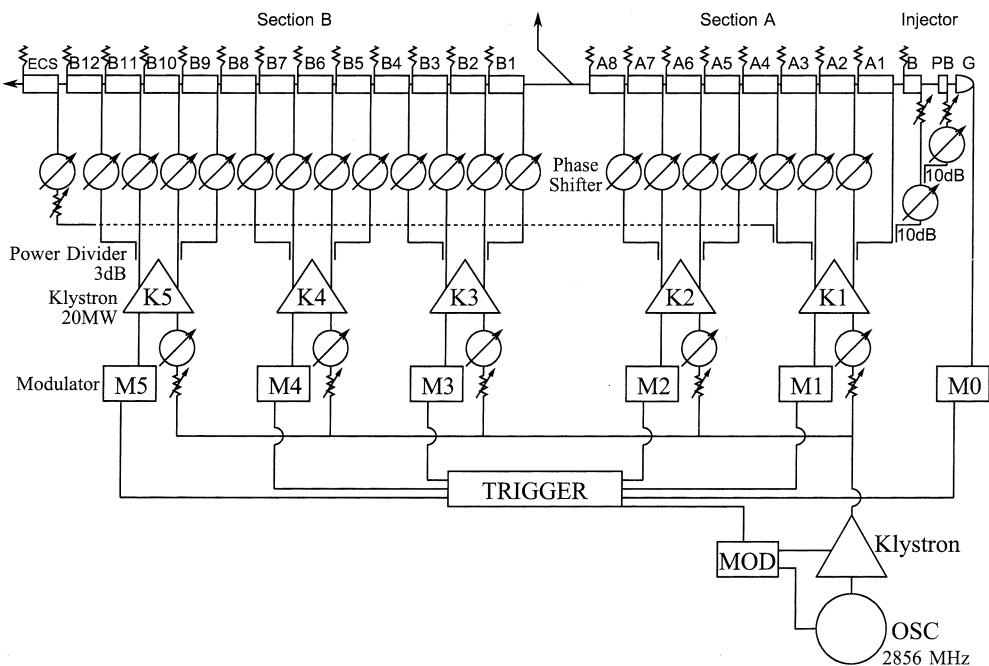 Section B Section A Injector
ECS B12 B11 B10 B9 B8 B7 B6 B5 B4 B3 B2 B1 A8 A7 A6 A5 A4 A3 A2 A1 B PB G
Phase
Shifter
10dB
10dB
Power Divider
3dB
Klystron
20MW
K5 K4 K3 K2 K1
Modulator M5 M4 M3 M2 M1 M0
TRIGGER
MOD
Klystron
OSC
2856 MHz